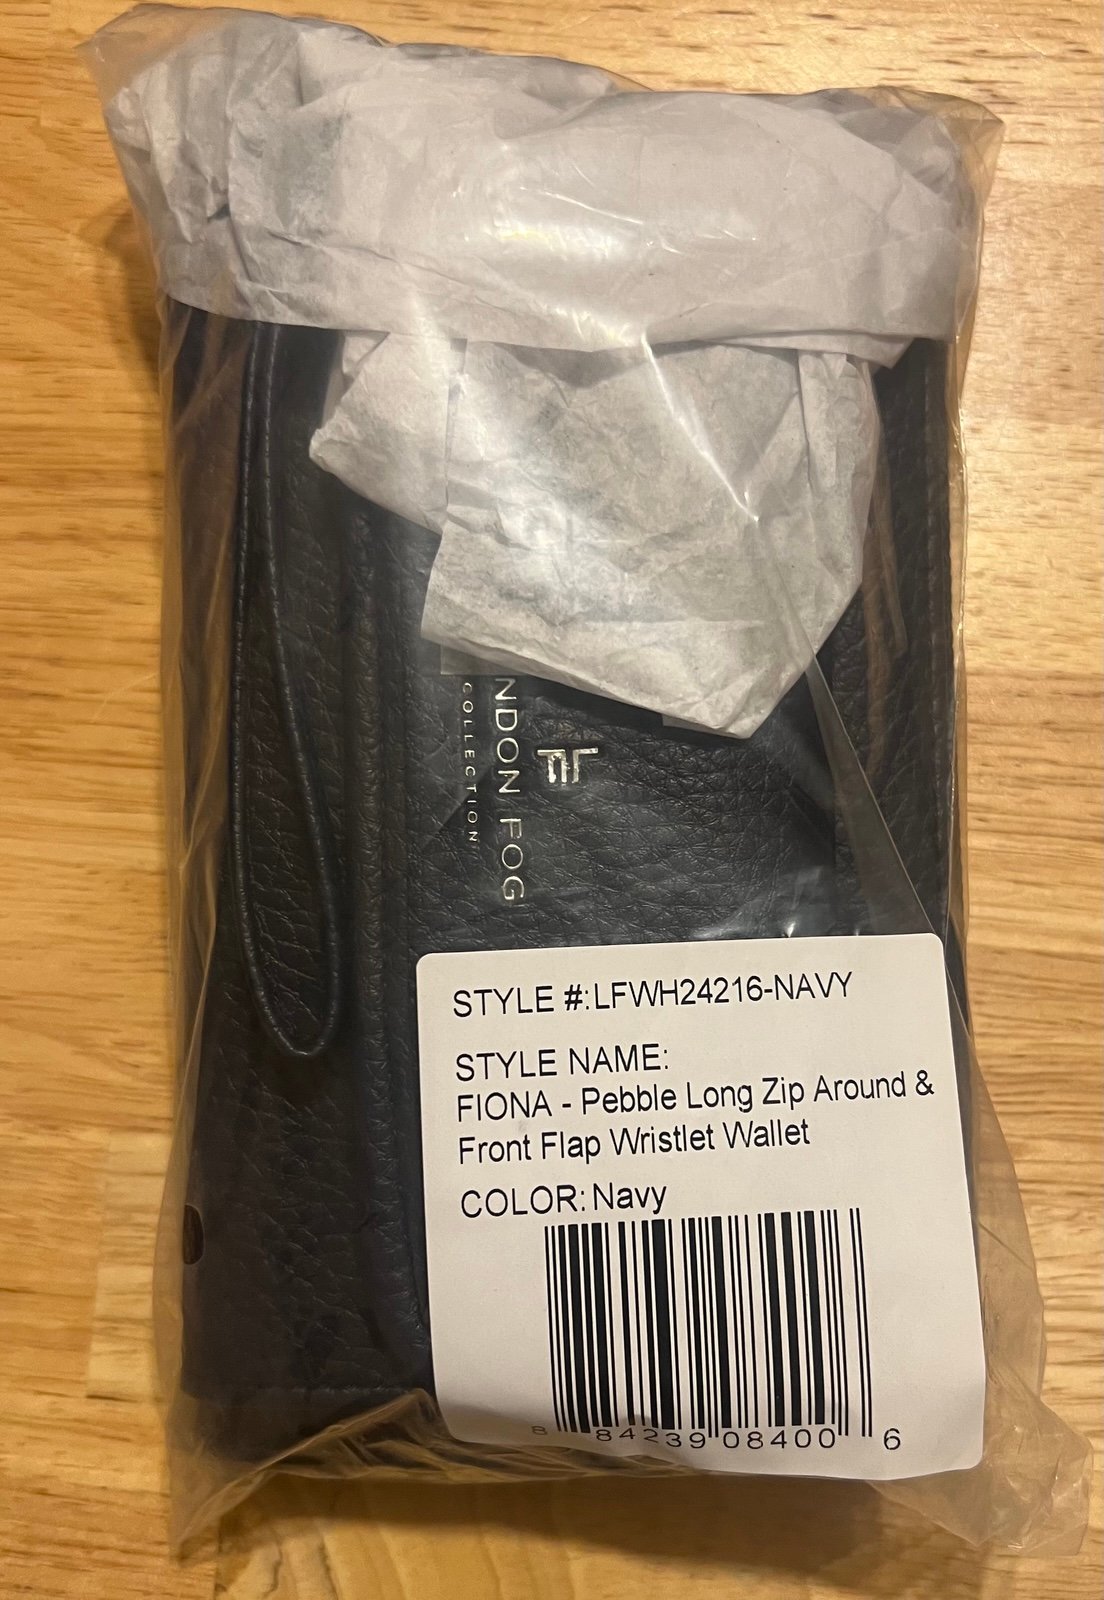 NDON FOG
COLLECTION
STYLE #:LFWH24216-NAVY
STYLE NAME:
FIONA - Pebble Long Zip Around &
Front Flap Wristlet Wallet
COLOR: Navy
8 84239 08400 6